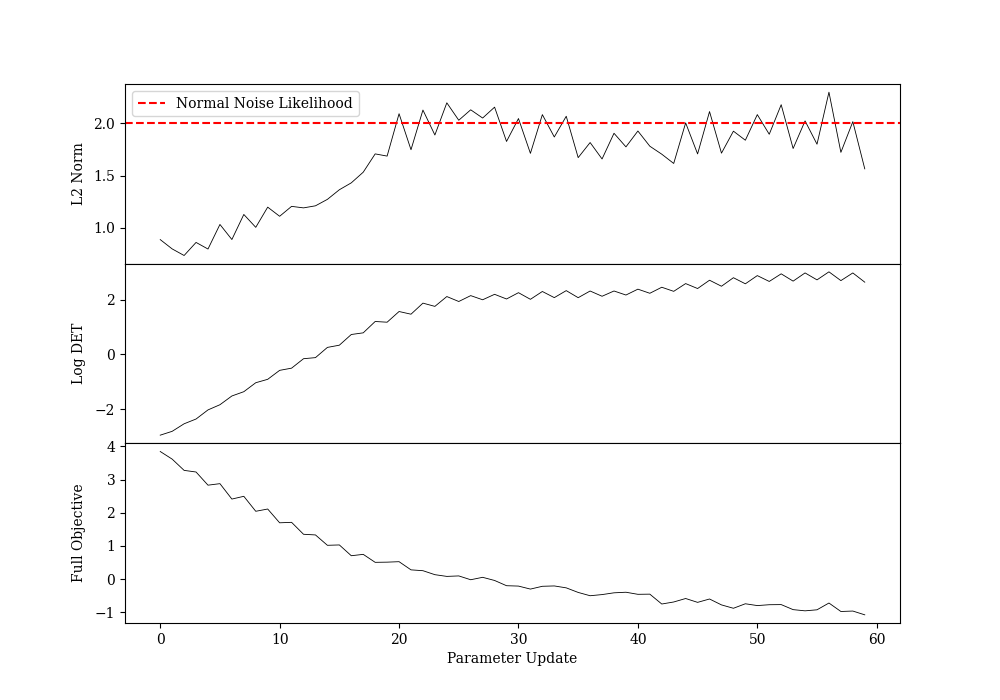 Normal Noise Likelihood
2.0
1.5
1.0
L2 Norm
2
0
−2
Log DET
4
3
2
1
0
−1
Full Objective
0 10 20 30 40 50 60
Parameter Update